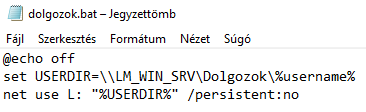 dolgozok.bat – Jegyzettömb
Fájl Szerkesztés Formátum Nézet Súgó
@echo off
set USERDIR=\\LM_WIN_SRV\Dolgozok\%username%
net use L: "%USERDIR%" /persistent:no